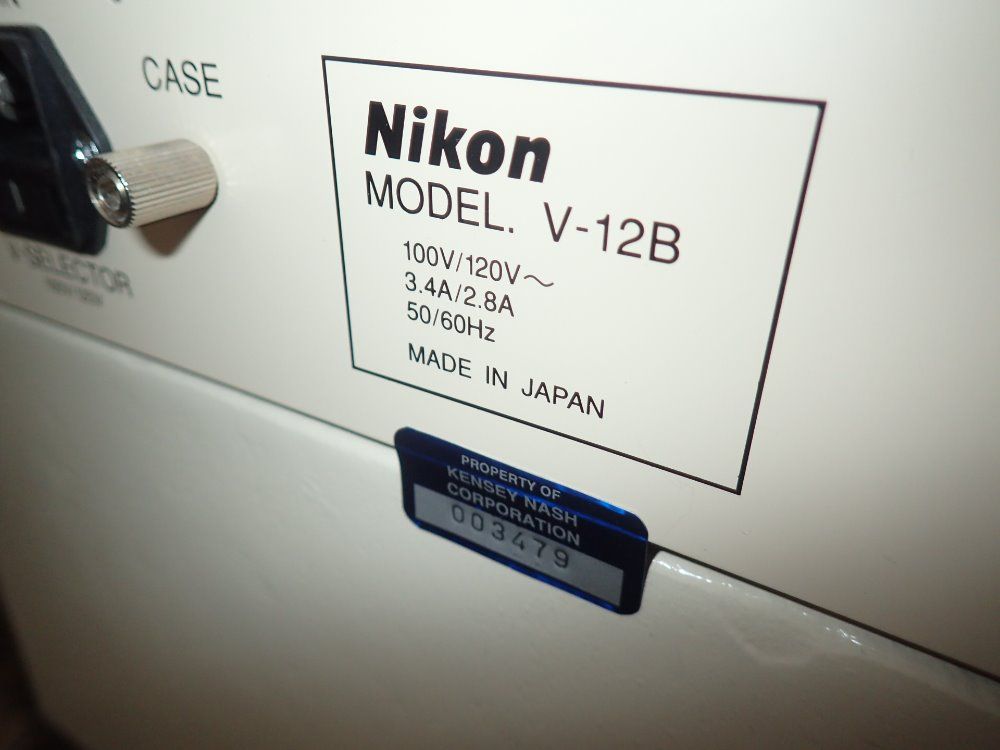 CASE
Nikon
MODEL. V-12B
100V/120V～
3.4A/2.8A
50/60Hz
MADE IN JAPAN
SELECTOR
PROPERTY OF
KENSEY NASH
CORPORATION
003479